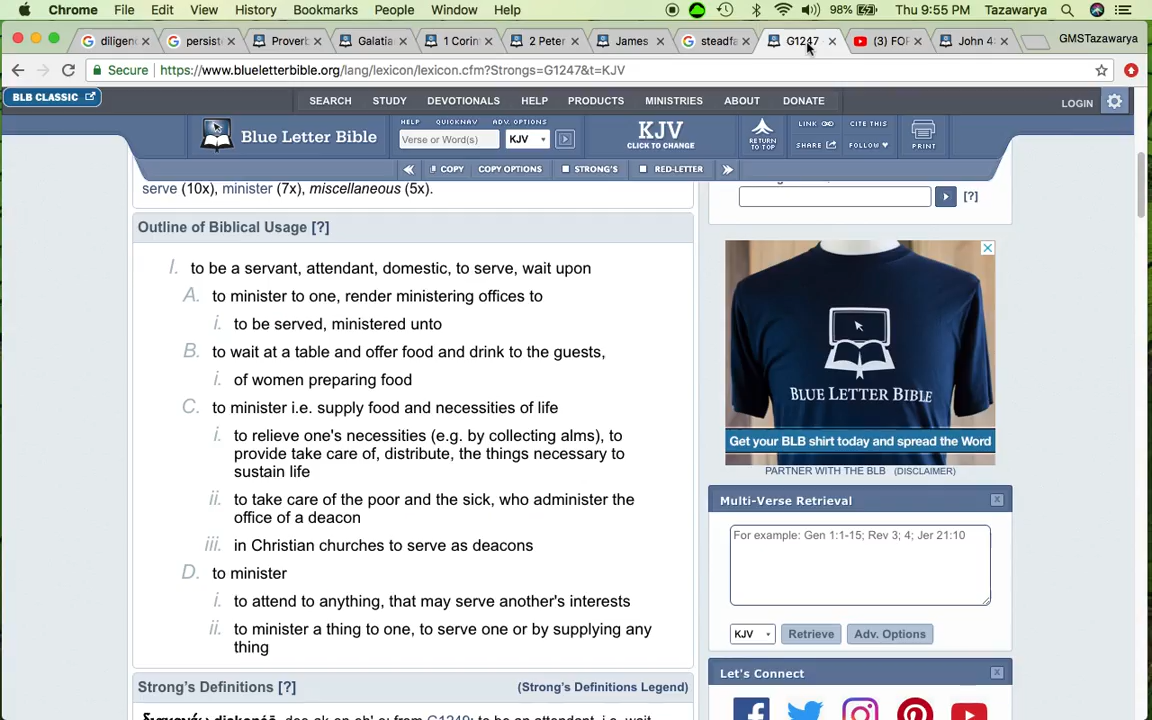 Chrome File Edit View History Bookmarks People Window Help 98% Thu 9:55 PM Tazawarya
diligen persist Proverb Galatia 1 Corin 2 Peter James steadfa G1247 (3) FOR John 4: GMSTazawarya
Secure https://www.blueletterbible.org/lang/lexicon/lexicon.cfm?Strongs=G1247&t=KJV
BLB CLASSIC
SEARCH STUDY DEVOTIONALS HELP PRODUCTS MINISTRIES ABOUT DONATE LOGIN
HELP QUICKNAV ADV. OPTIONS
Blue Letter Bible
Verse or Word(s) KJV
KJV
CLICK TO CHANGE
RETURN
TO TOP
LINK CITE THIS
SHARE FOLLOW
PRINT
COPY COPY OPTIONS STRONG'S RED-LETTER
serve (10x), minister (7x), miscellaneous (5x).
Outline of Biblical Usage [?]
I. to be a servant, attendant, domestic, to serve, wait upon
A. to minister to one, render ministering offices to
i. to be served, ministered unto
B. to wait at a table and offer food and drink to the guests,
i. of women preparing food
C. to minister i.e. supply food and necessities of life
i. to relieve one's necessities (e.g. by collecting alms), to
provide take care of, distribute, the things necessary to
sustain life
ii. to take care of the poor and the sick, who administer the
office of a deacon
iii. in Christian churches to serve as deacons
D. to minister
i. to attend to anything, that may serve another's interests
ii. to minister a thing to one, to serve one or by supplying any
thing
Strong's Definitions [?] (Strong's Definitions Legend)
[?]
BLUE LETTER BIBLE
Get your BLB shirt today and spread the Word
PARTNER WITH THE BLB (DISCLAIMER)
Multi-Verse Retrieval
For example: Gen 1:1-15; Rev 3; 4; Jer 21:10
KJV Retrieve Adv. Options
Let's Connect